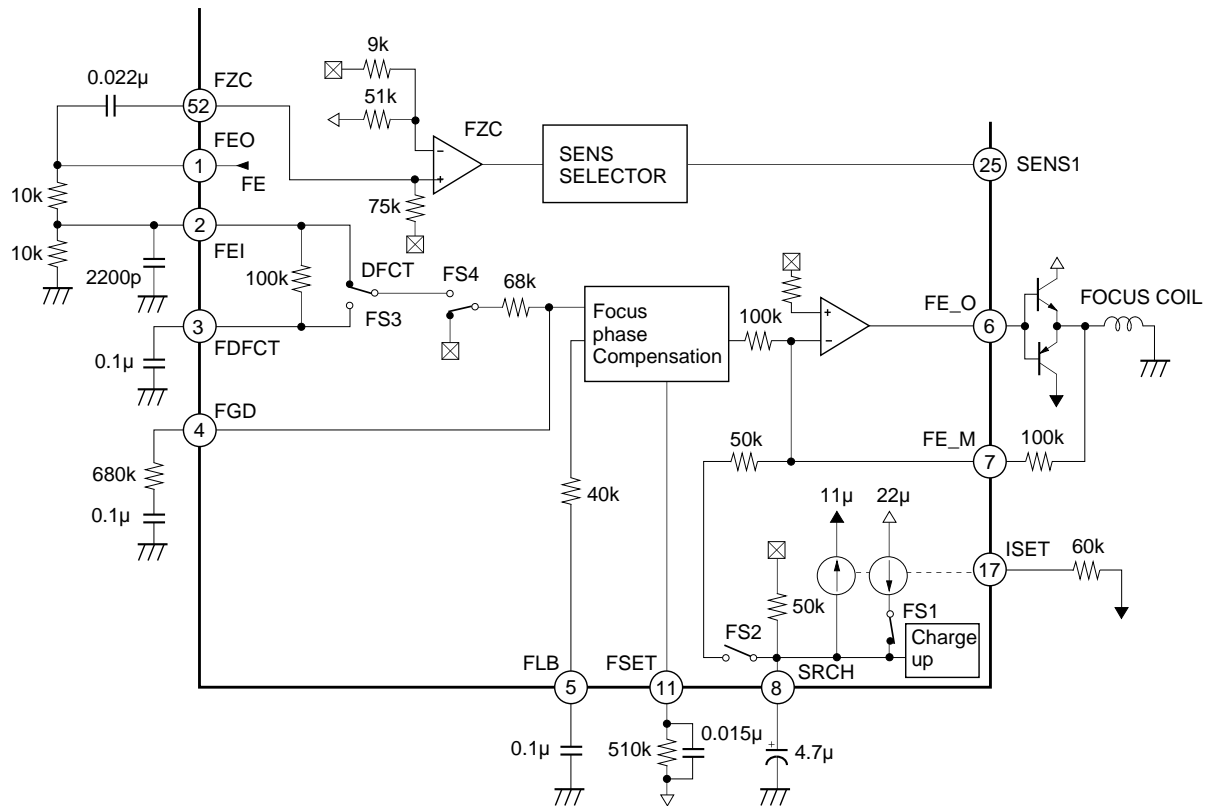 9k
0.022µ
FZC
52
51k
FZC
FEO
1
FE
SENS
SELECTOR
25
SENS1
10k
75k
2
FEI
10k
2200p
100k
DFCT
FS4
68k
FS3
3
FDFCT
0.1µ
Focus
phase
Compensation
100k
FE_O
6
FOCUS COIL
FGD
4
680k
0.1µ
50k
FE_M
7
100k
40k
11µ
22µ
ISET
17
60k
50k
FS1
FS2
Charge
up
FLB
5
FSET
11
SRCH
8
0.1µ
510k
0.015µ
4.7µ
+